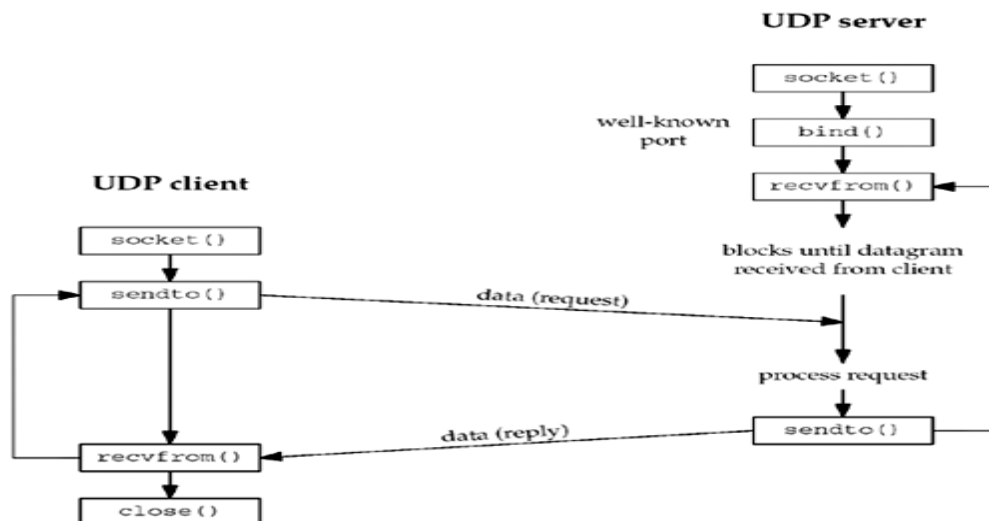 UDP server
socket()
well-known
port
bind()
UDP client
recvfrom()
socket()
blocks until datagram
received from client
sendto()
data (request)
process request
data (reply)
sendto()
recvfrom()
close()